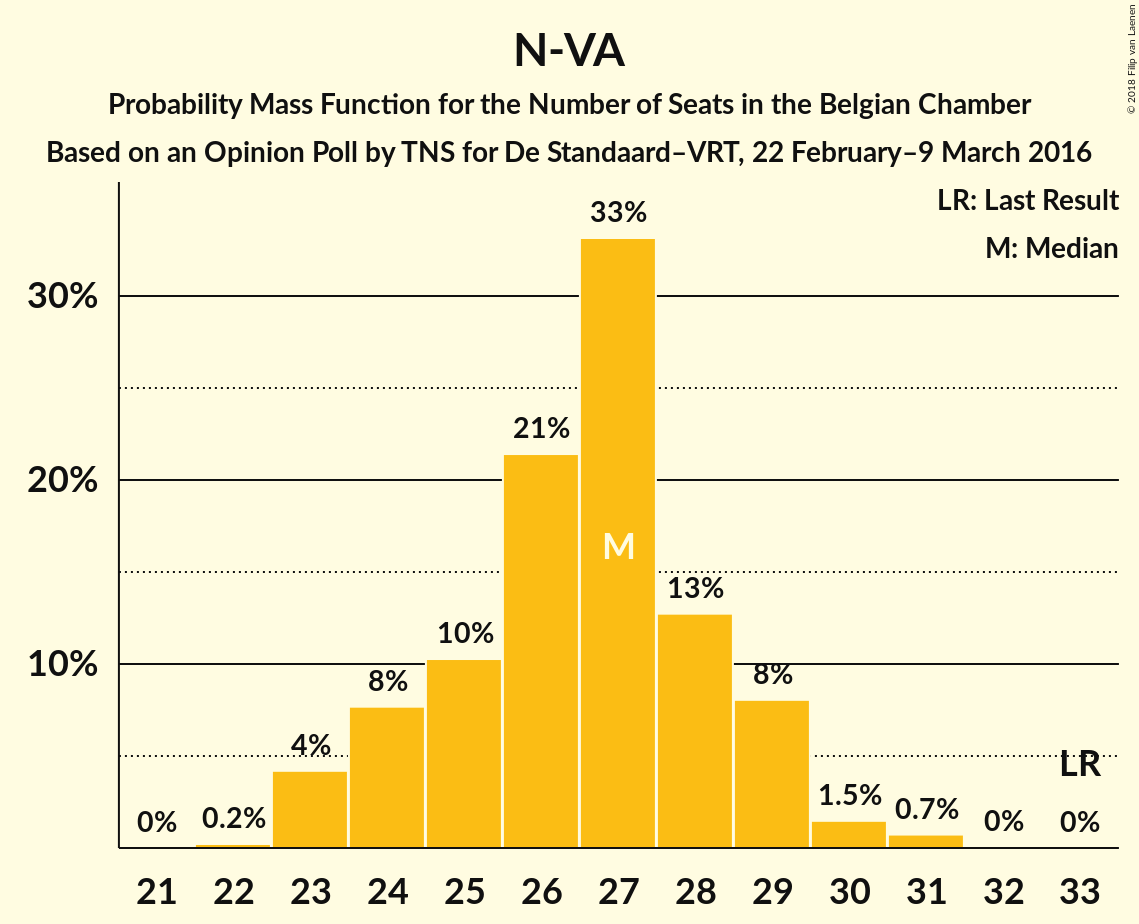 N-VA
Probability Mass Function for the Number of Seats in the Belgian Chamber
Based on an Opinion Poll by TNS for De Standaard–VRT, 22 February–9 March 2016
© 2018 Filip van Laenen
LR: Last Result
M: Median
33%
30%
21%
20%
M
13%
10%
10%
8%
8%
4%
LR
1.5%
0.7%
0%
0.2%
0%
0%
21 22 23 24 25 26 27 28 29 30 31 32 33